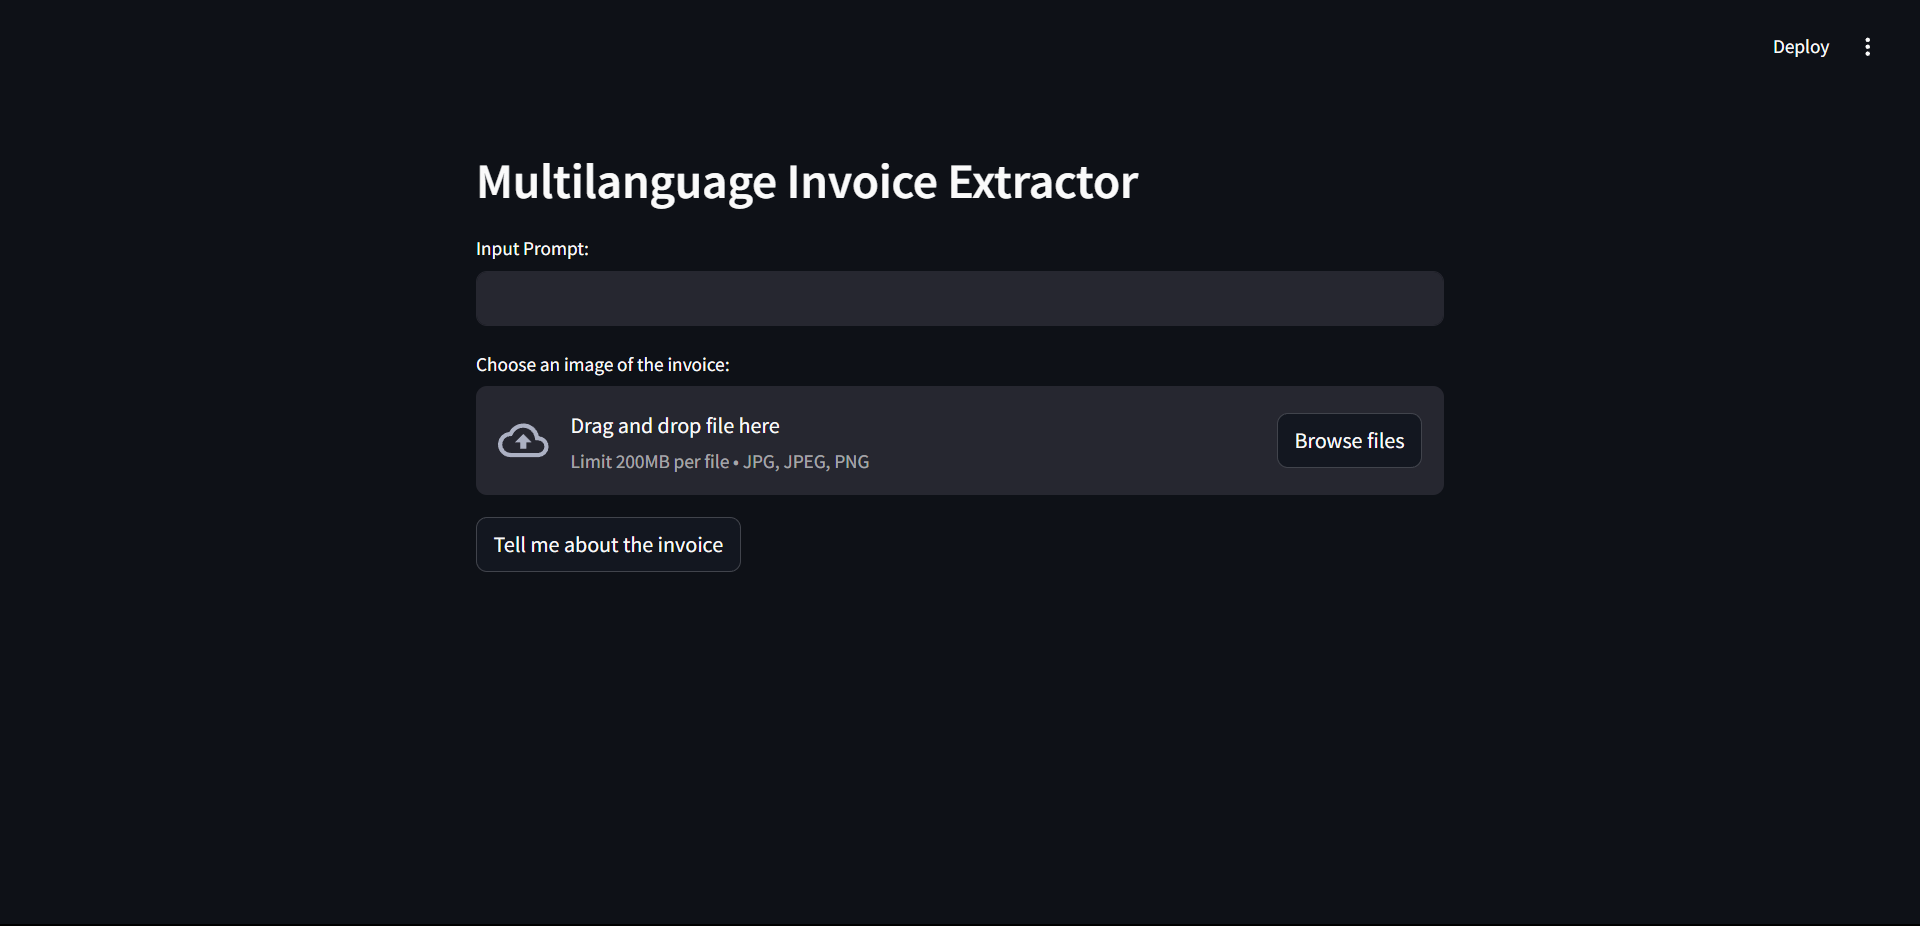 Deploy
Multilanguage Invoice Extractor
Input Prompt:
Choose an image of the invoice:
Drag and drop file here
Limit 200MB per file • JPG, JPEG, PNG
Browse files
Tell me about the invoice